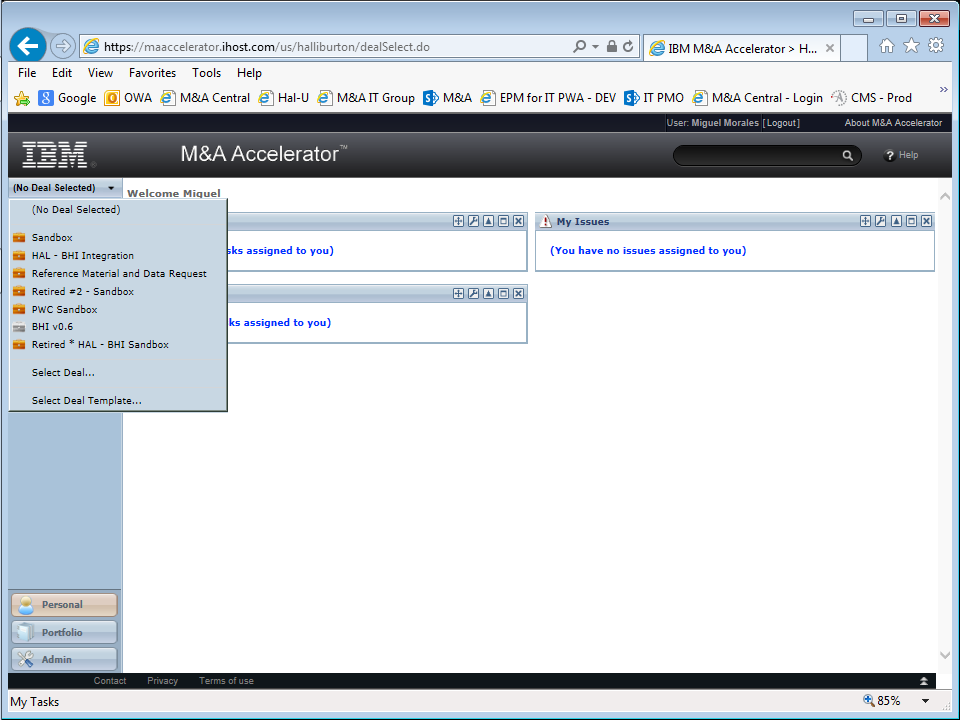 https://maaccelerator.ihost.com/us/halliburton/dealSelect.do
IBM M&A Accelerator > H...
File Edit View Favorites Tools Help
Google OWA M&A Central Hal-U M&A IT Group M&A EPM for IT PWA - DEV IT PMO M&A Central - Login CMS - Prod »
User: Miguel Morales [Logout] About M&A Accelerator
IBM M&A Accelerator™ Help
(No Deal Selected)
Welcome Miguel
(No Deal Selected)
Sandbox
HAL - BHI Integration
Reference Material and Data Request
Retired #2 - Sandbox
PWC Sandbox
BHI v0.6
Retired * HAL - BHI Sandbox
Select Deal...
Select Deal Template...
sks assigned to you)
My Issues
(You have no issues assigned to you)
ks assigned to you)
Personal
Portfolio
Admin
Contact Privacy Terms of use
My Tasks 85%